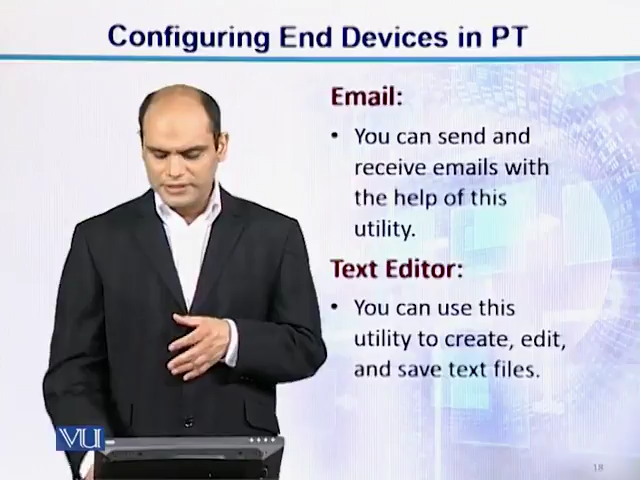 Configuring End Devices in PT
Email:
• You can send and
receive emails with
the help of this
utility.
Text Editor:
• You can use this
utility to create, edit,
and save text files.
VU
18